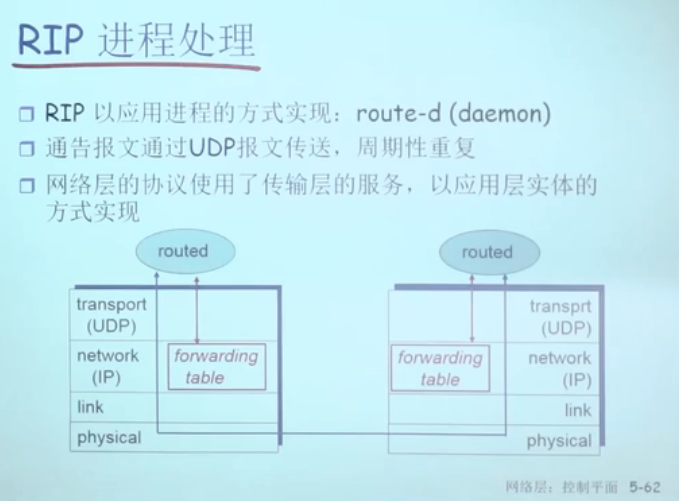 RIP 进程处理
RIP 以应用进程的方式实现：route-d (daemon)
通告报文通过UDP报文传送，周期性重复
网络层的协议使用了传输层的服务，以应用层实体的
方式实现
routed
routed
transport
(UDP)
network
(IP)
link
physical
forwarding
table
forwarding
table
transprt
(UDP)
network
(IP)
link
physical
网络层：控制平面 5-62